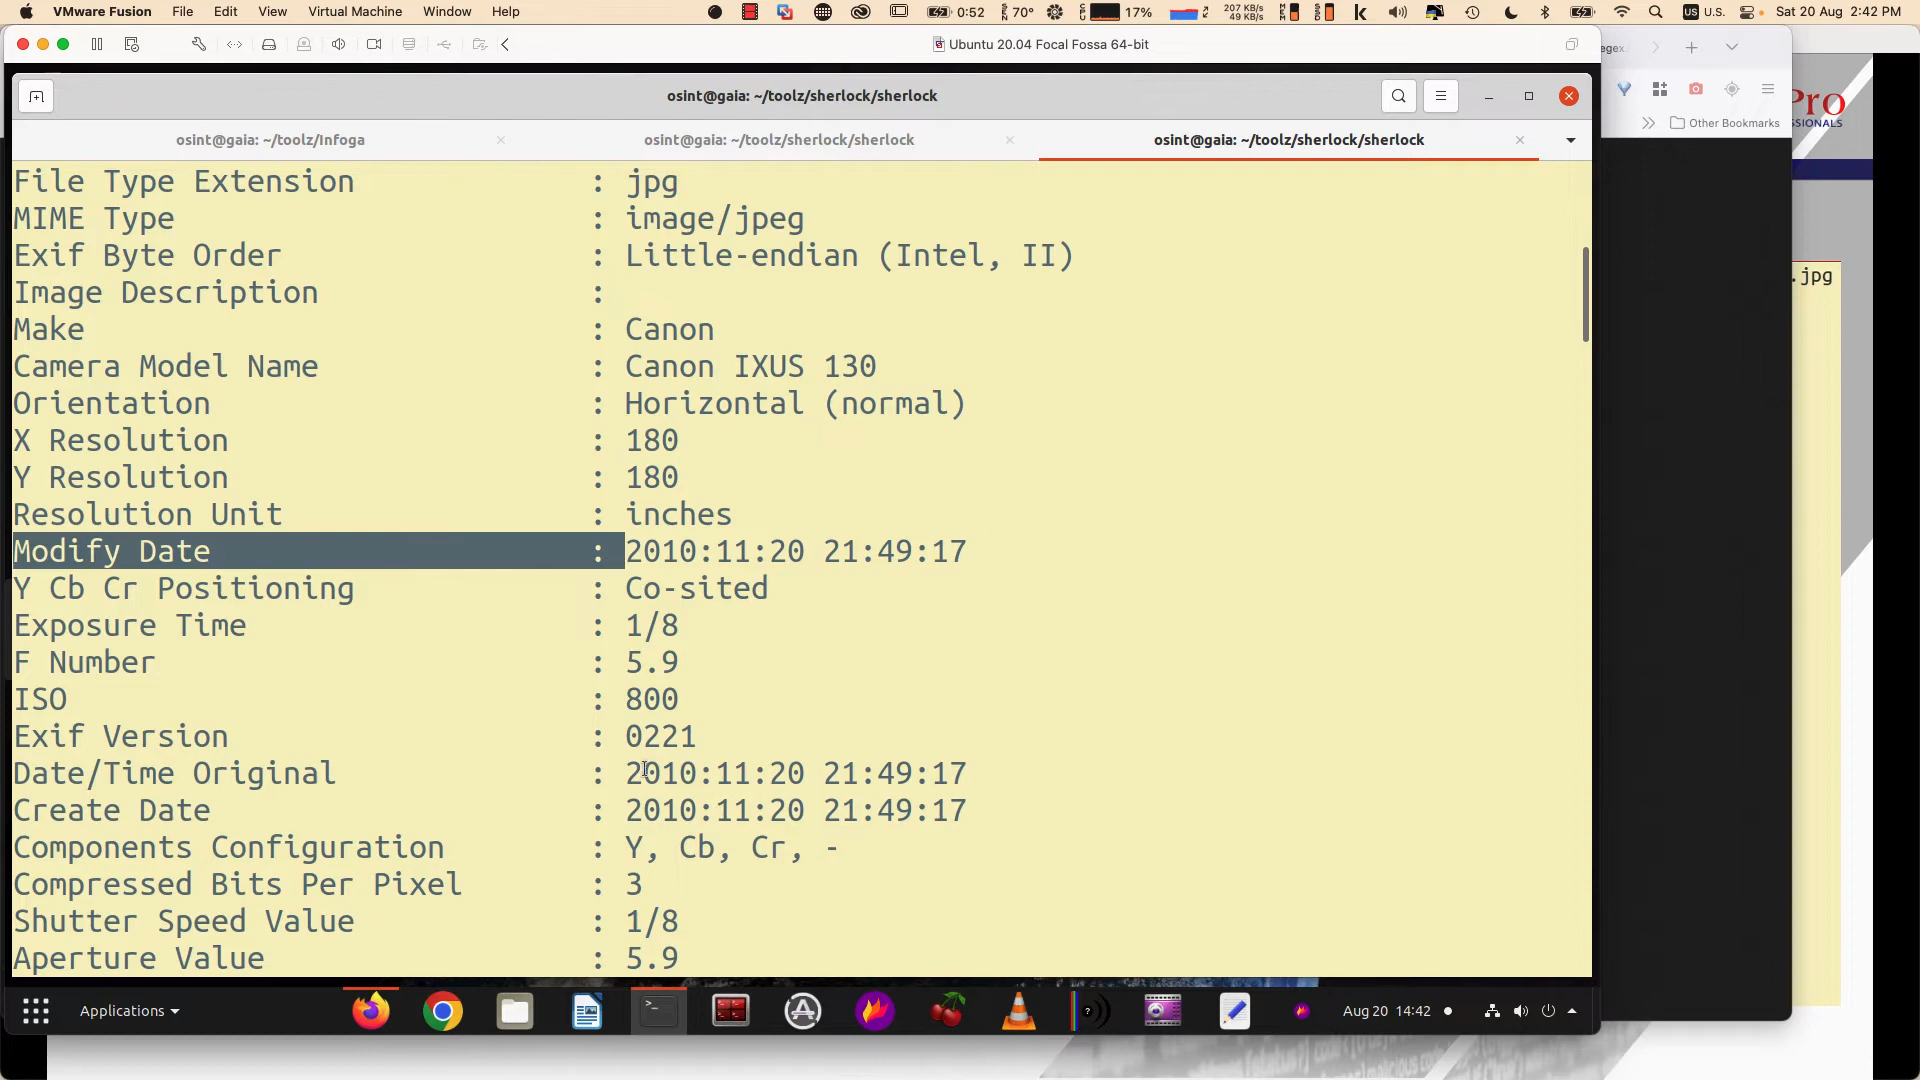 VMware Fusion File Edit View Virtual Machine Window Help 0:52 70° 17% 207 KB/s 49 KB/s U.S. Sat 20 Aug 2:42 PM
Ubuntu 20.04 Focal Fossa 64-bit
osint@gaia: ~/toolz/sherlock/sherlock
Other Bookmarks
osint@gaia: ~/toolz/Infoga osint@gaia: ~/toolz/sherlock/sherlock osint@gaia: ~/toolz/sherlock/sherlock
File Type Extension : jpg
MIME Type : image/jpeg
Exif Byte Order : Little-endian (Intel, II)
Image Description :
Make : Canon
Camera Model Name : Canon IXUS 130
Orientation : Horizontal (normal)
X Resolution : 180
Y Resolution : 180
Resolution Unit : inches
Modify Date : 2010:11:20 21:49:17
Y Cb Cr Positioning : Co-sited
Exposure Time : 1/8
F Number : 5.9
ISO : 800
Exif Version : 0221
Date/Time Original : 2010:11:20 21:49:17
Create Date : 2010:11:20 21:49:17
Components Configuration : Y, Cb, Cr, -
Compressed Bits Per Pixel : 3
Shutter Speed Value : 1/8
Aperture Value : 5.9
.jpg
Pro
Applications Aug 20 14:42